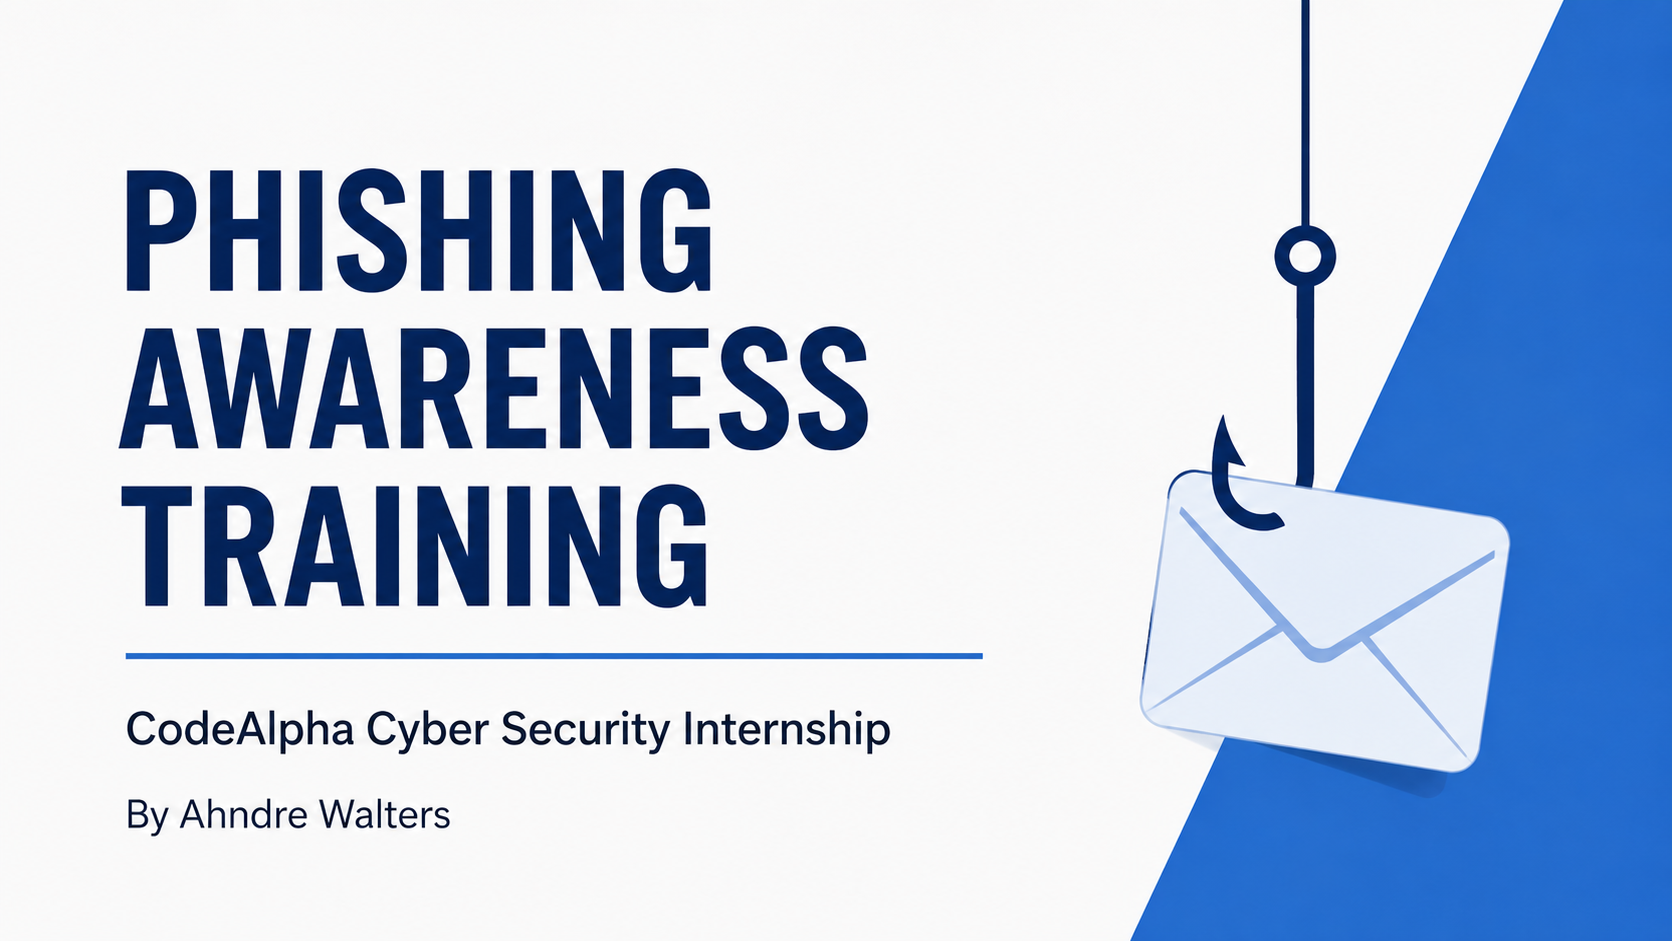 PHISHING
AWARENESS
TRAINING
CodeAlpha Cyber Security Internship
By Ahndre Walters